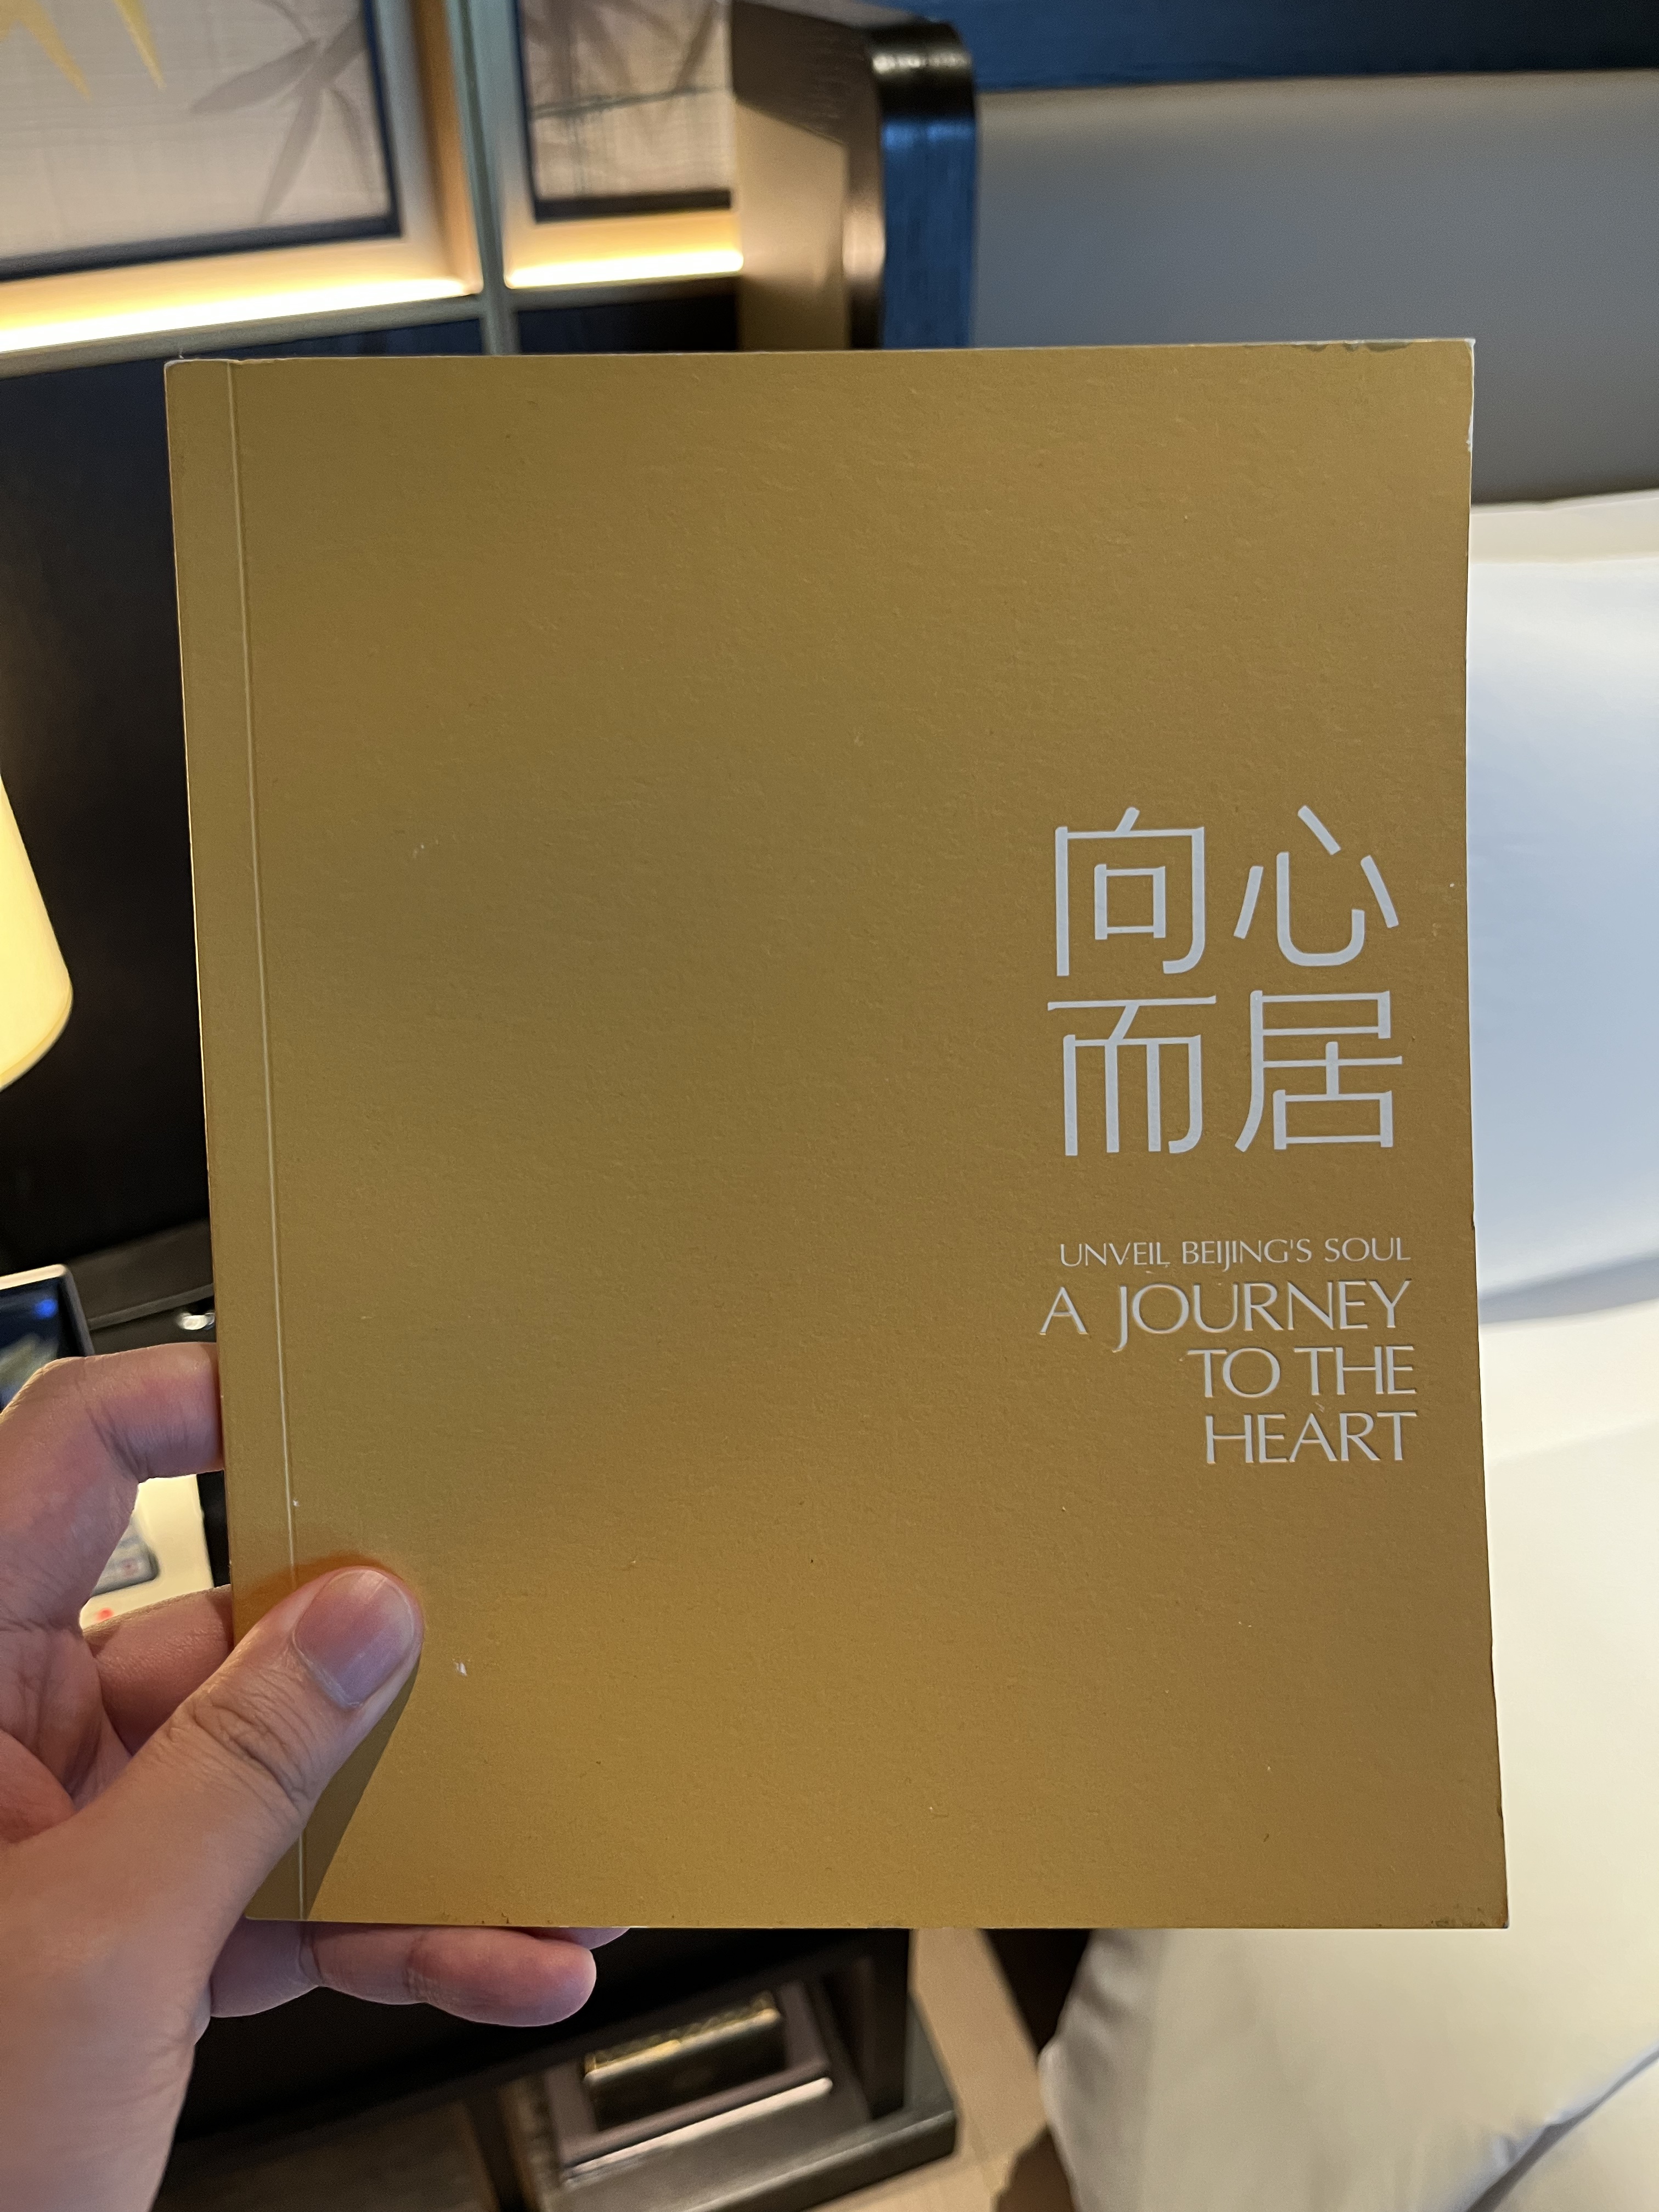 向心
而居
UNVEIL BEIJING'S SOUL
A JOURNEY
TO THE
HEART